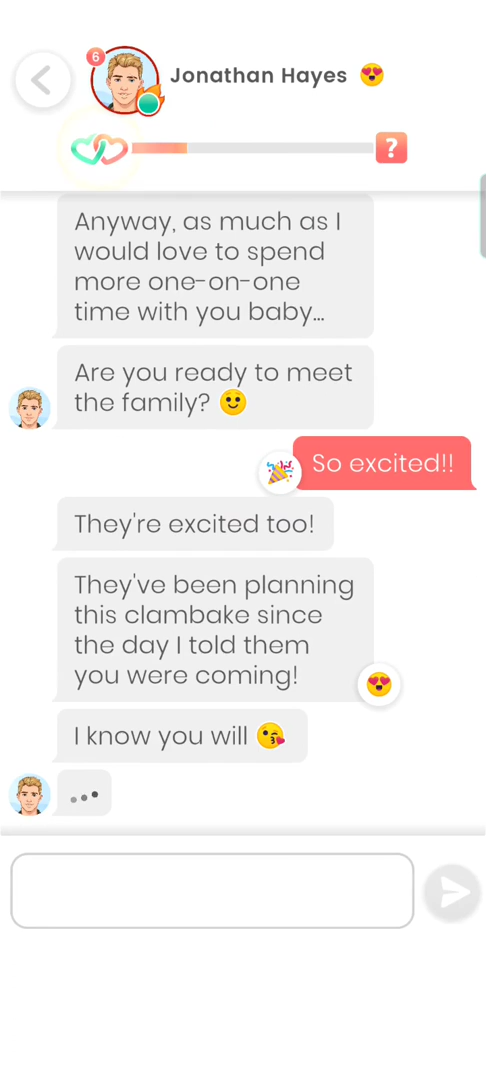 6
Jonathan Hayes 😍
?
Anyway, as much as I
would love to spend
more one-on-one
time with you baby...
Are you ready to meet
the family? 🙂
So excited!!
They're excited too!
They've been planning
this clambake since
the day I told them
you were coming!
I know you will 😘